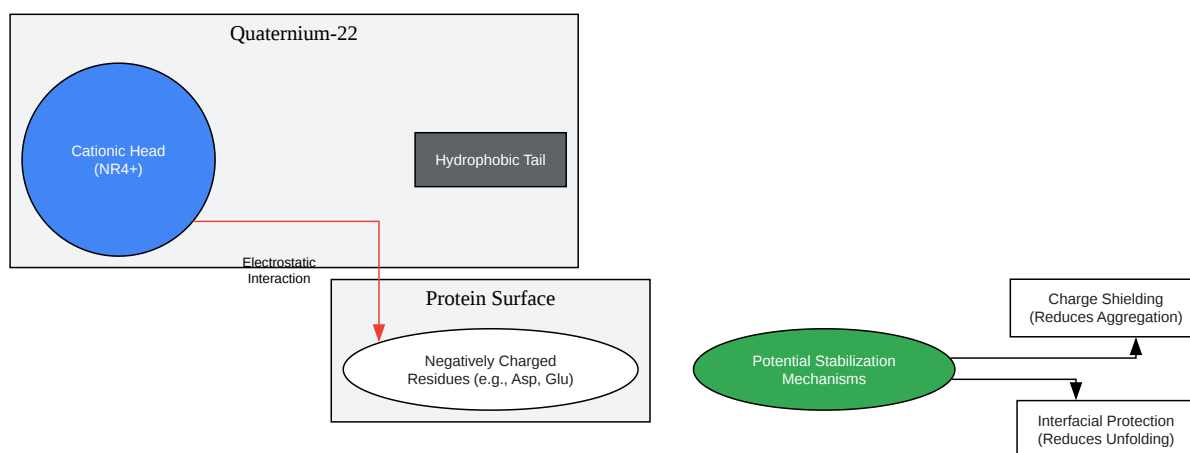 Quaternium-22
Cationic Head
(NR4+)
Hydrophobic Tail
Electrostatic
Interaction
Protein Surface
Negatively Charged
Residues (e.g., Asp, Glu)
Potential Stabilization
Mechanisms
Charge Shielding
(Reduces Aggregation)
Interfacial Protection
(Reduces Unfolding)